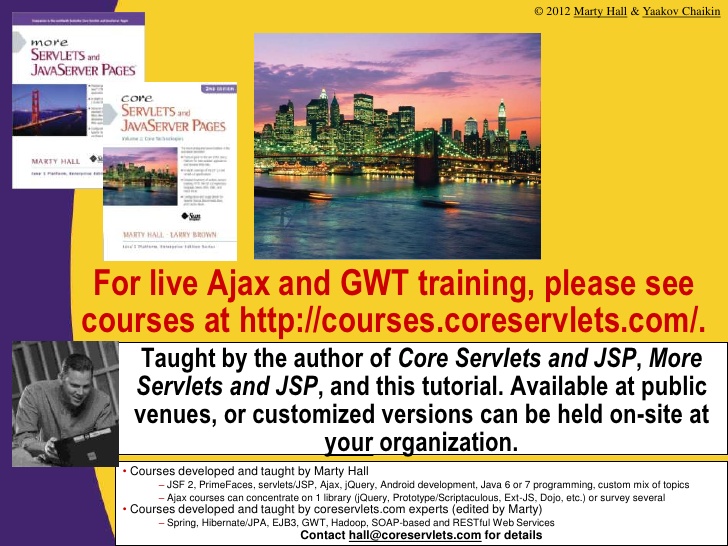 © 2012 Marty Hall & Yaakov Chaikin
more
SERVLETS and
JAVASERVER PAGES
MARTY HALL
core
2ND EDITION
SERVLETS and
JAVASERVER PAGES
MARTY HALL · LARRY BROWN
For live Ajax and GWT training, please see
courses at http://courses.coreservlets.com/.
Taught by the author of Core Servlets and JSP, More
Servlets and JSP, and this tutorial. Available at public
venues, or customized versions can be held on-site at
your organization.
• Courses developed and taught by Marty Hall
– JSF 2, PrimeFaces, servlets/JSP, Ajax, jQuery, Android development, Java 6 or 7 programming, custom mix of topics
– Ajax courses can concentrate on 1 library (jQuery, Prototype/Scriptaculous, Ext-JS, Dojo, etc.) or survey several
• Courses developed and taught by coreservlets.com experts (edited by Marty)
– Spring, Hibernate/JPA, EJB3, GWT, Hadoop, SOAP-based and RESTful Web Services
Contact hall@coreservlets.com for details